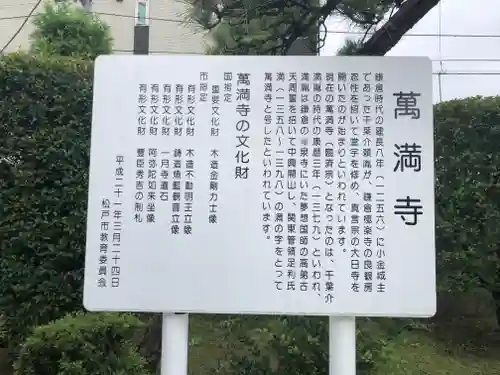 萬満寺
鎌倉時代の建長八年（一二五六）に小金城主
であった千葉介頼胤が、鎌倉極楽寺の良観房
忍性を招いて堂宇を修め、真言宗の大日寺を
開いたのが始まりといわれています。
現在の萬満寺（臨済宗）となったのは、千葉介
満胤の時代の康暦三年（一三七九）といわれ、
満胤は鎌倉の瑞泉寺にいた夢想国師の高弟古
天周誓を招いて中興開山し、関東管領足利氏
満（一三五八～一三九八）の満の字をとって
萬満寺と号したといわれています。
萬満寺の文化財
国指定
重要文化財 木造金剛力士像
市指定
有形文化財 木造不動明王立像
有形文化財 鋳造魚籃観音立像
有形文化財 一月寺遺石
有形文化財 阿弥陀如来坐像
有形文化財 豊臣秀吉の制札
平成二十一年三月二十四日
松戸市教育委員会